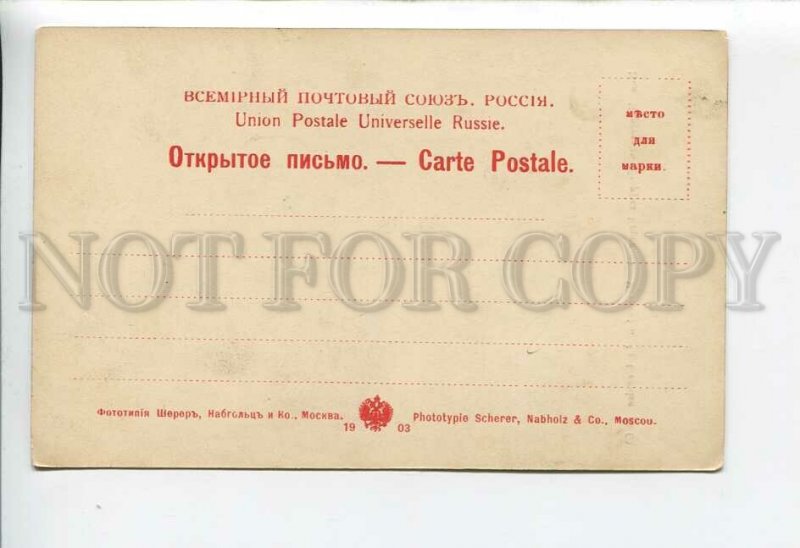 ВСЕМІРНЫЙ ПОЧТОВЫЙ СОЮЗЪ. РОССІЯ.
Union Postale Universelle Russie.
Открытое письмо. — Carte Postale.
мѣсто
для
марки.
NOT FOR COPY
Фототипія Шереръ, Набгольцъ и Ко., Москва.
Phototypie Scherer, Nabholz & Co., Moscou.
19 03